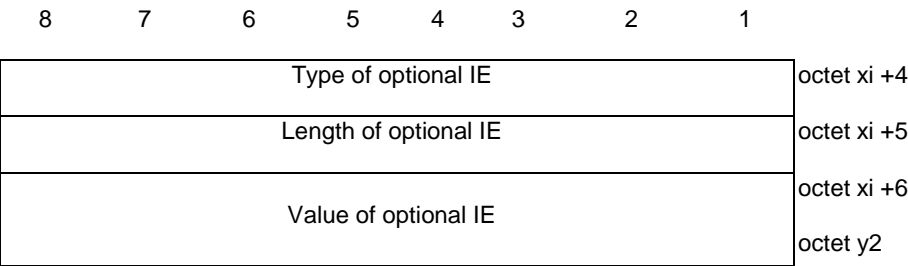 8 7 6 5 4 3 2 1
Type of optional IE octet xi +4
Length of optional IE octet xi +5
octet xi +6
Value of optional IE
octet y2